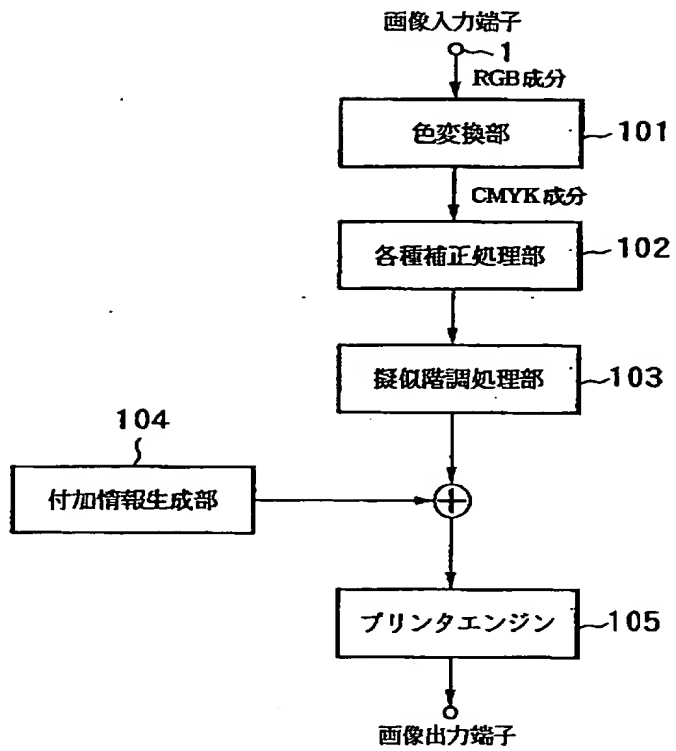 画像入力端子
1
RGB成分
色変換部
101
CMYK成分
各種補正処理部
102
擬似階調処理部
103
104
付加情報生成部
プリンタエンジン
105
画像出力端子